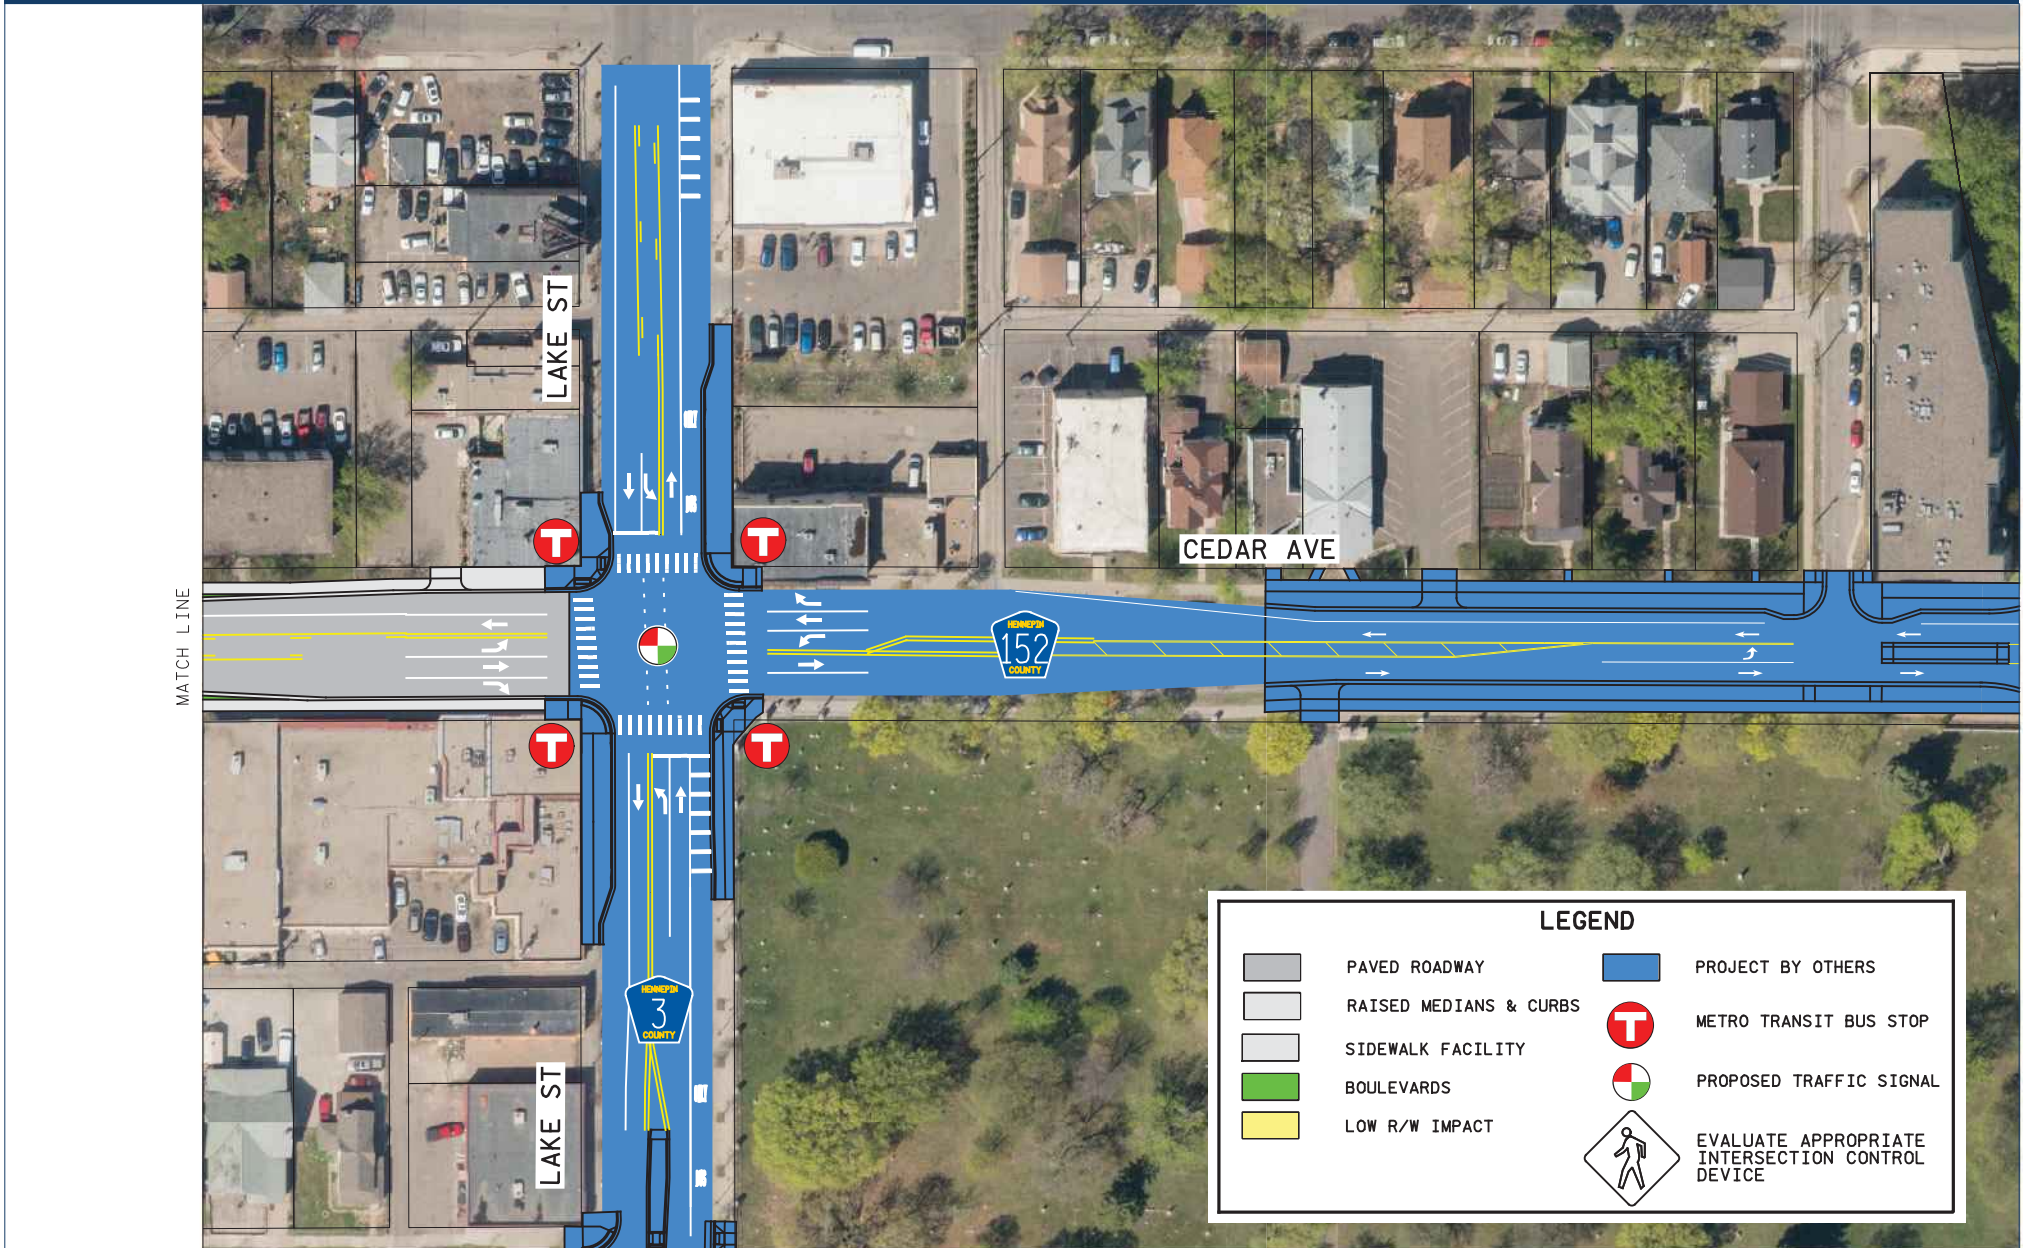 LAKE ST
CEDAR AVE
MATCH LINE
HENNEPIN
152
COUNTY
HENNEPIN
3
COUNTY
LAKE ST
T
T
T
T
LEGEND
PAVED ROADWAY
RAISED MEDIANS & CURBS
SIDEWALK FACILITY
BOULEVARDS
LOW R/W IMPACT
PROJECT BY OTHERS
T
METRO TRANSIT BUS STOP
PROPOSED TRAFFIC SIGNAL
EVALUATE APPROPRIATE
INTERSECTION CONTROL
DEVICE